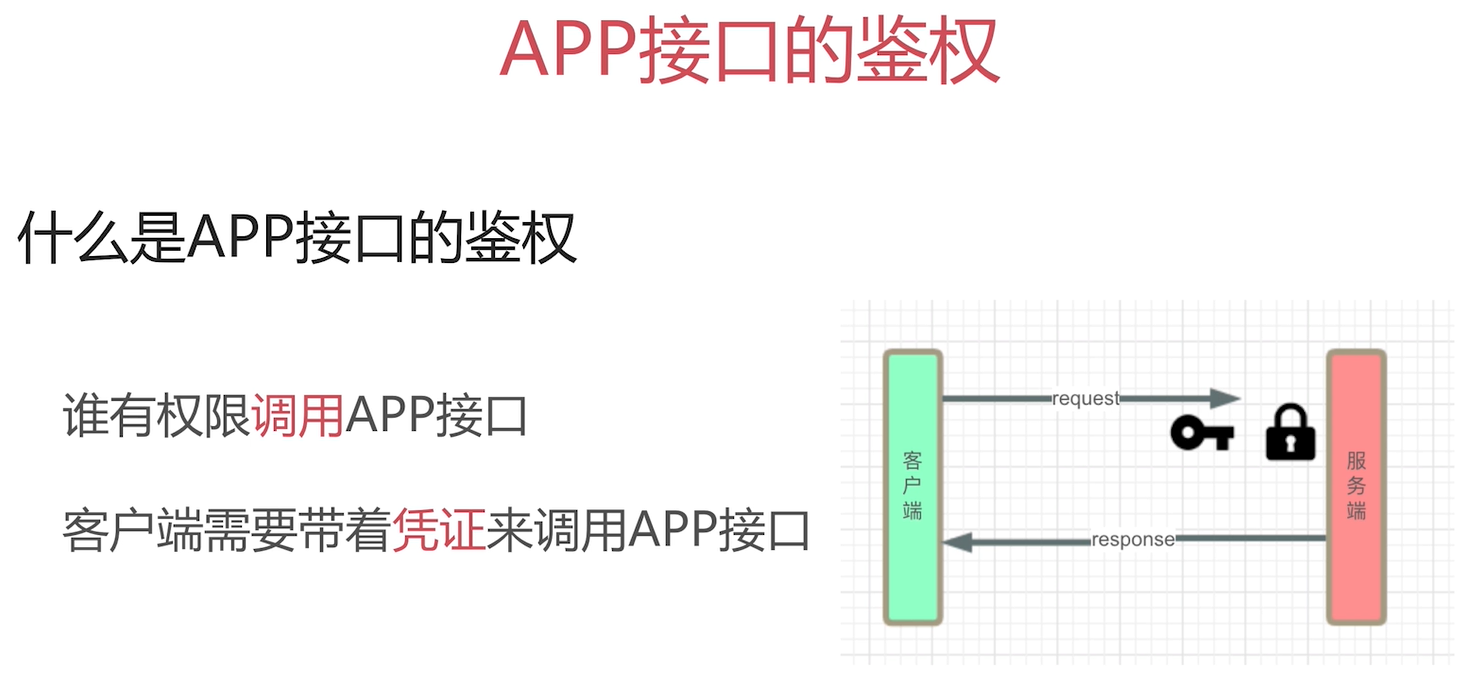 APP接口的鉴权
什么是APP接口的鉴权
谁有权限调用APP接口
客户端需要带着凭证来调用APP接口
request
客户端
服务端
response